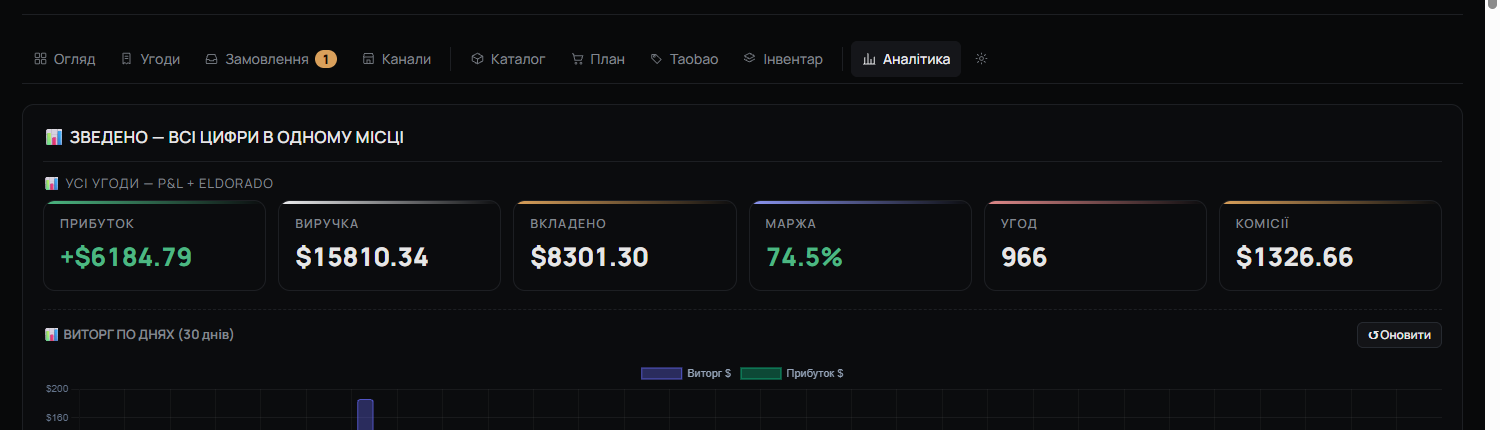 Огляд Угоди Замовлення 1 Канали Каталог План Taobao Інвентар Аналітика
ЗВЕДЕНО — ВСІ ЦИФРИ В ОДНОМУ МІСЦІ
УСІ УГОДИ — P&L + ELDORADO
ПРИБУТОК ВИРУЧКА ВКЛАДЕНО МАРЖА УГОД КОМІСІЇ
+$6184.79 $15810.34 $8301.30 74.5% 966 $1326.66
ВИТОРГ ПО ДНЯХ (30 днів) ↺ Оновити
Виторг $ Прибуток $
$200
$160